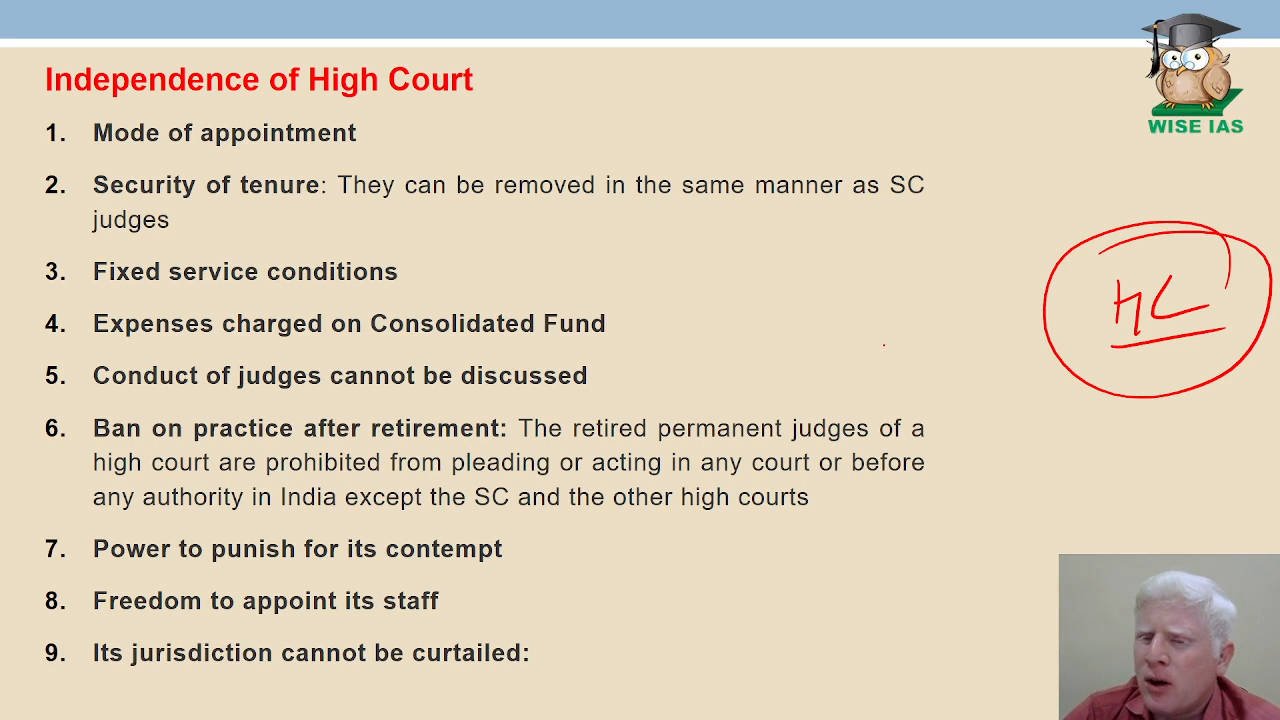 Independence of High Court
1. Mode of appointment
2. Security of tenure: They can be removed in the same manner as SC
judges
3. Fixed service conditions
4. Expenses charged on Consolidated Fund
5. Conduct of judges cannot be discussed
6. Ban on practice after retirement: The retired permanent judges of a
high court are prohibited from pleading or acting in any court or before
any authority in India except the SC and the other high courts
7. Power to punish for its contempt
8. Freedom to appoint its staff
9. Its jurisdiction cannot be curtailed:
WISE IAS
HC